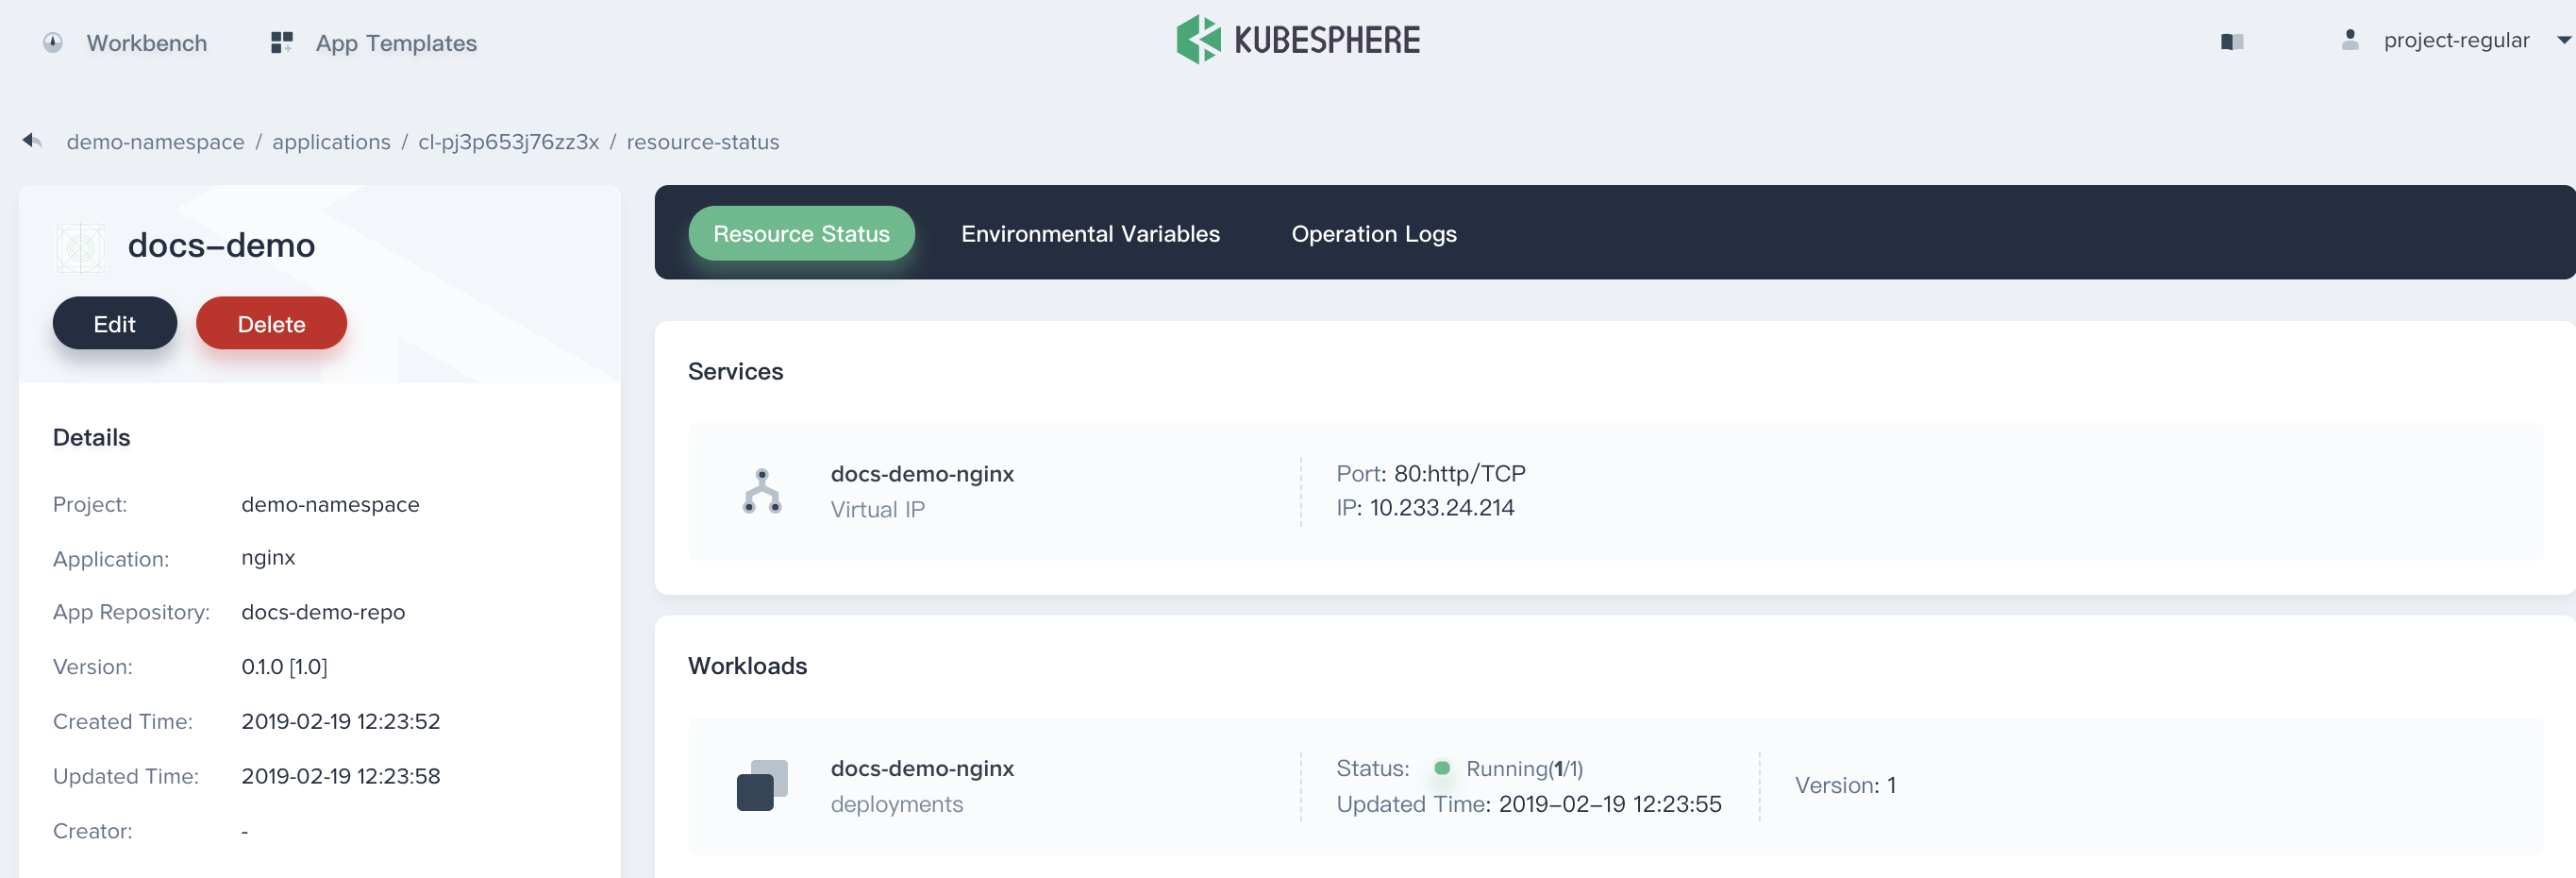 Workbench
App Templates
KUBESPHERE
project-regular
demo-namespace / applications / cl-pj3p653j76zz3x / resource-status
docs-demo
Edit
Delete
Details
Project: demo-namespace
Application: nginx
App Repository: docs-demo-repo
Version: 0.1.0 [1.0]
Created Time: 2019-02-19 12:23:52
Updated Time: 2019-02-19 12:23:58
Creator: -
Resource Status
Environmental Variables
Operation Logs
Services
docs-demo-nginx
Virtual IP
Port: 80:http/TCP
IP: 10.233.24.214
Workloads
docs-demo-nginx
deployments
Status: Running(1/1)
Updated Time: 2019-02-19 12:23:55
Version: 1